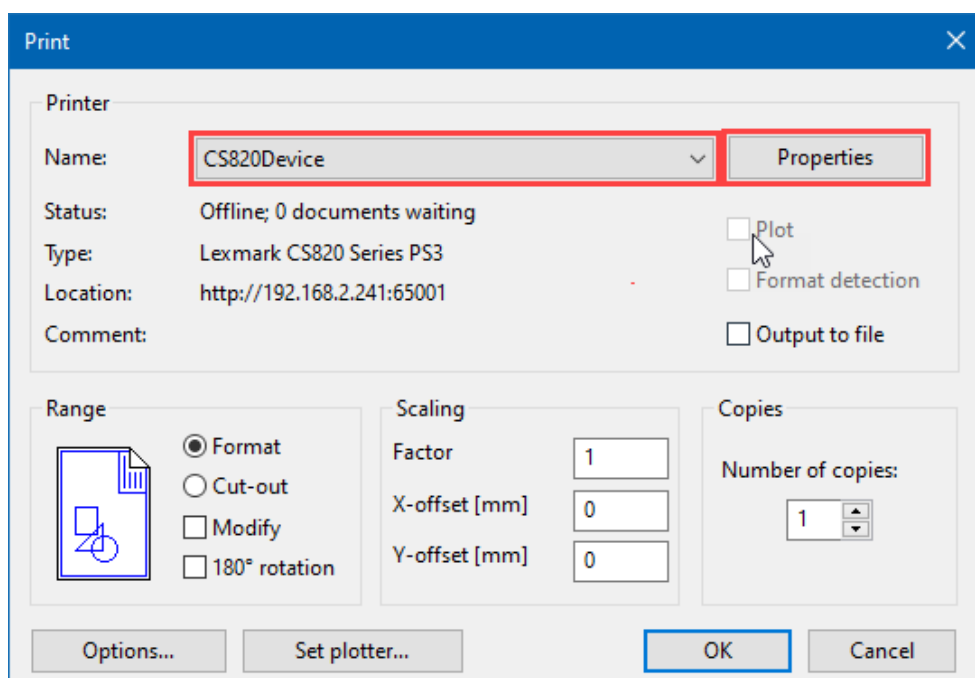 Print
Printer
Name: CS820Device Properties
Status: Offline; 0 documents waiting
Plot
Type: Lexmark CS820 Series PS3
Format detection
Location: http://192.168.2.241:65001
Comment:
Output to file
Range
Format
Cut-out
Modify
180° rotation
Scaling
Factor 1
X-offset [mm] 0
Y-offset [mm] 0
Copies
Number of copies:
1
Options... Set plotter... OK Cancel